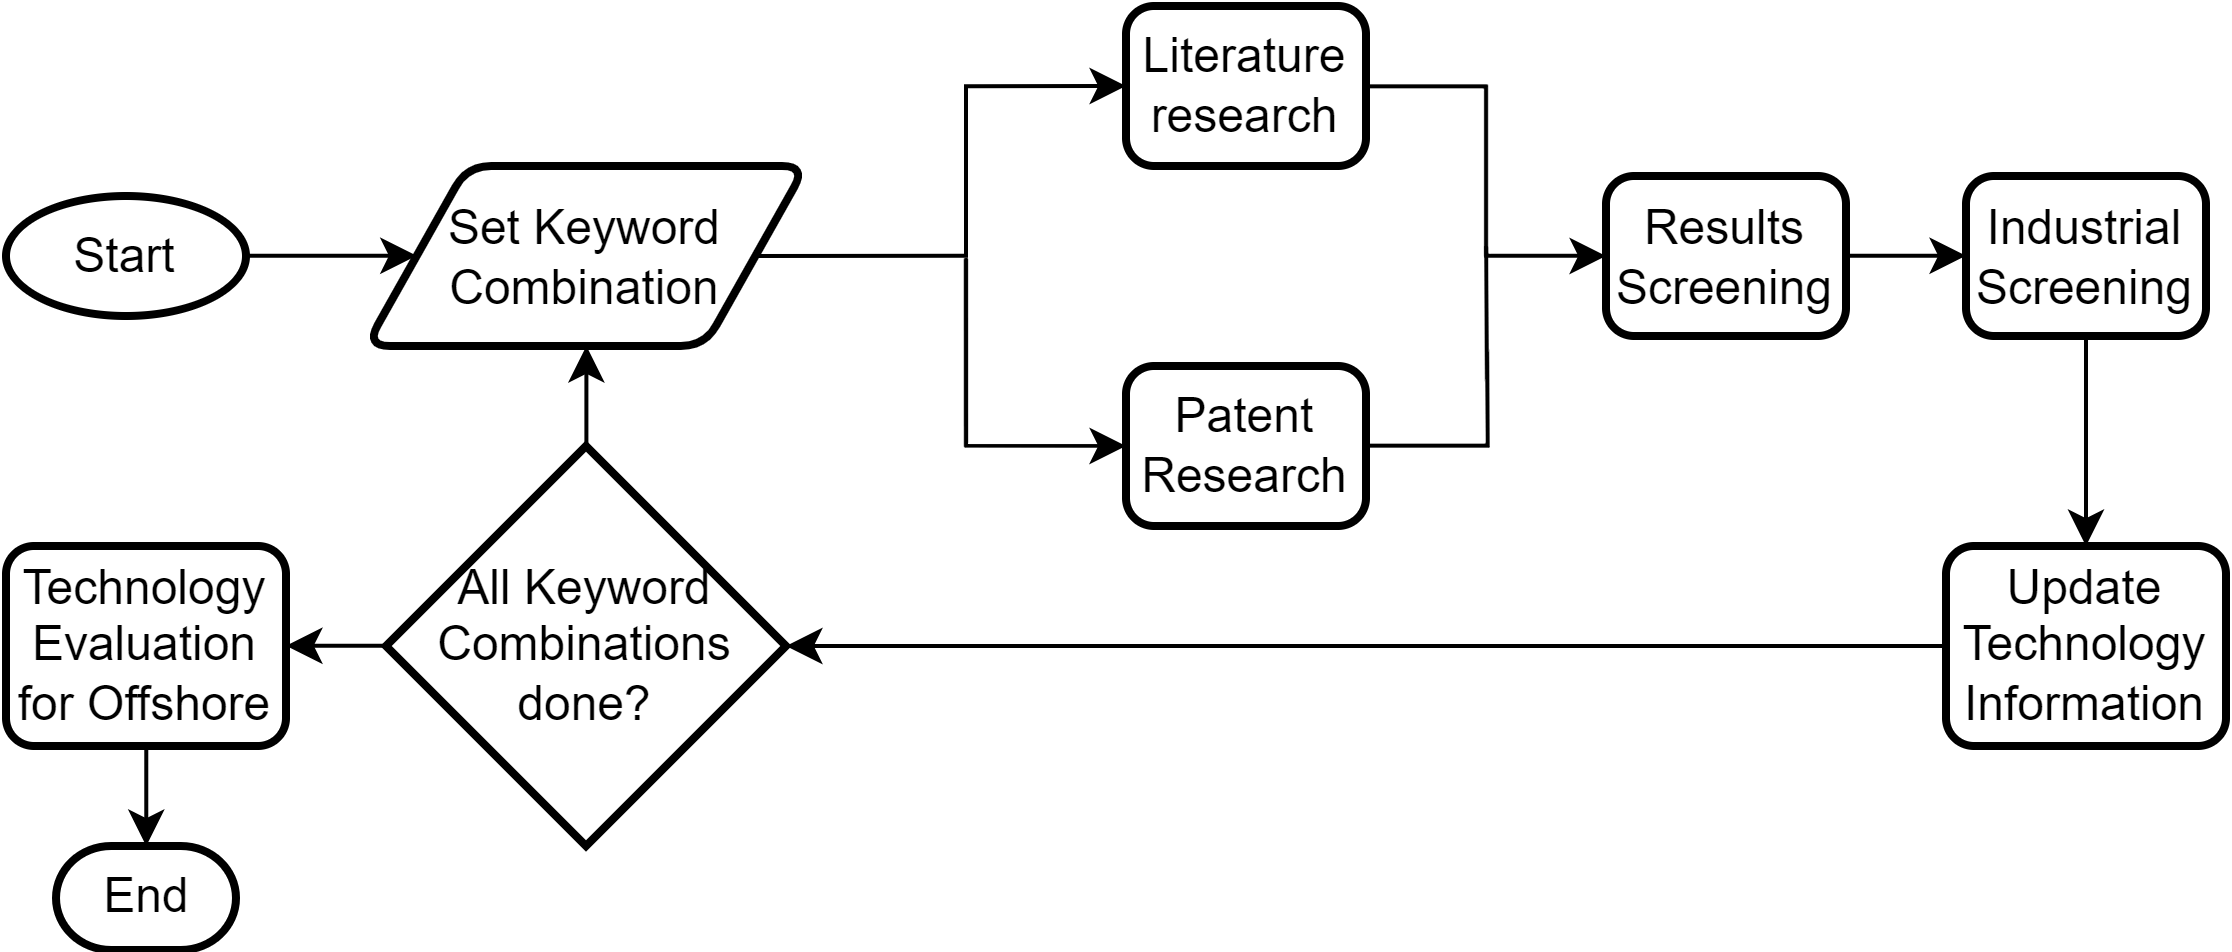 Start
Set Keyword
Combination
Literature
research
Patent
Research
Results
Screening
Industrial
Screening
Update
Technology
Information
All Keyword
Combinations
done?
Technology
Evaluation
for Offshore
End